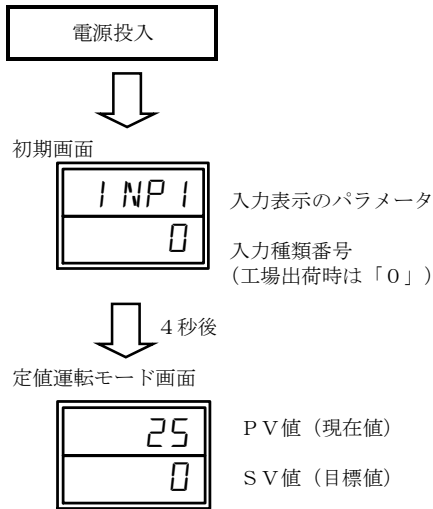 電源投入
初期画面
INP1
入力表示のパラメータ
0
入力種類番号
(工場出荷時は「０」)
４秒後
定値運転モード画面
25
ＰＶ値（現在値）
0
ＳＶ値（目標値）